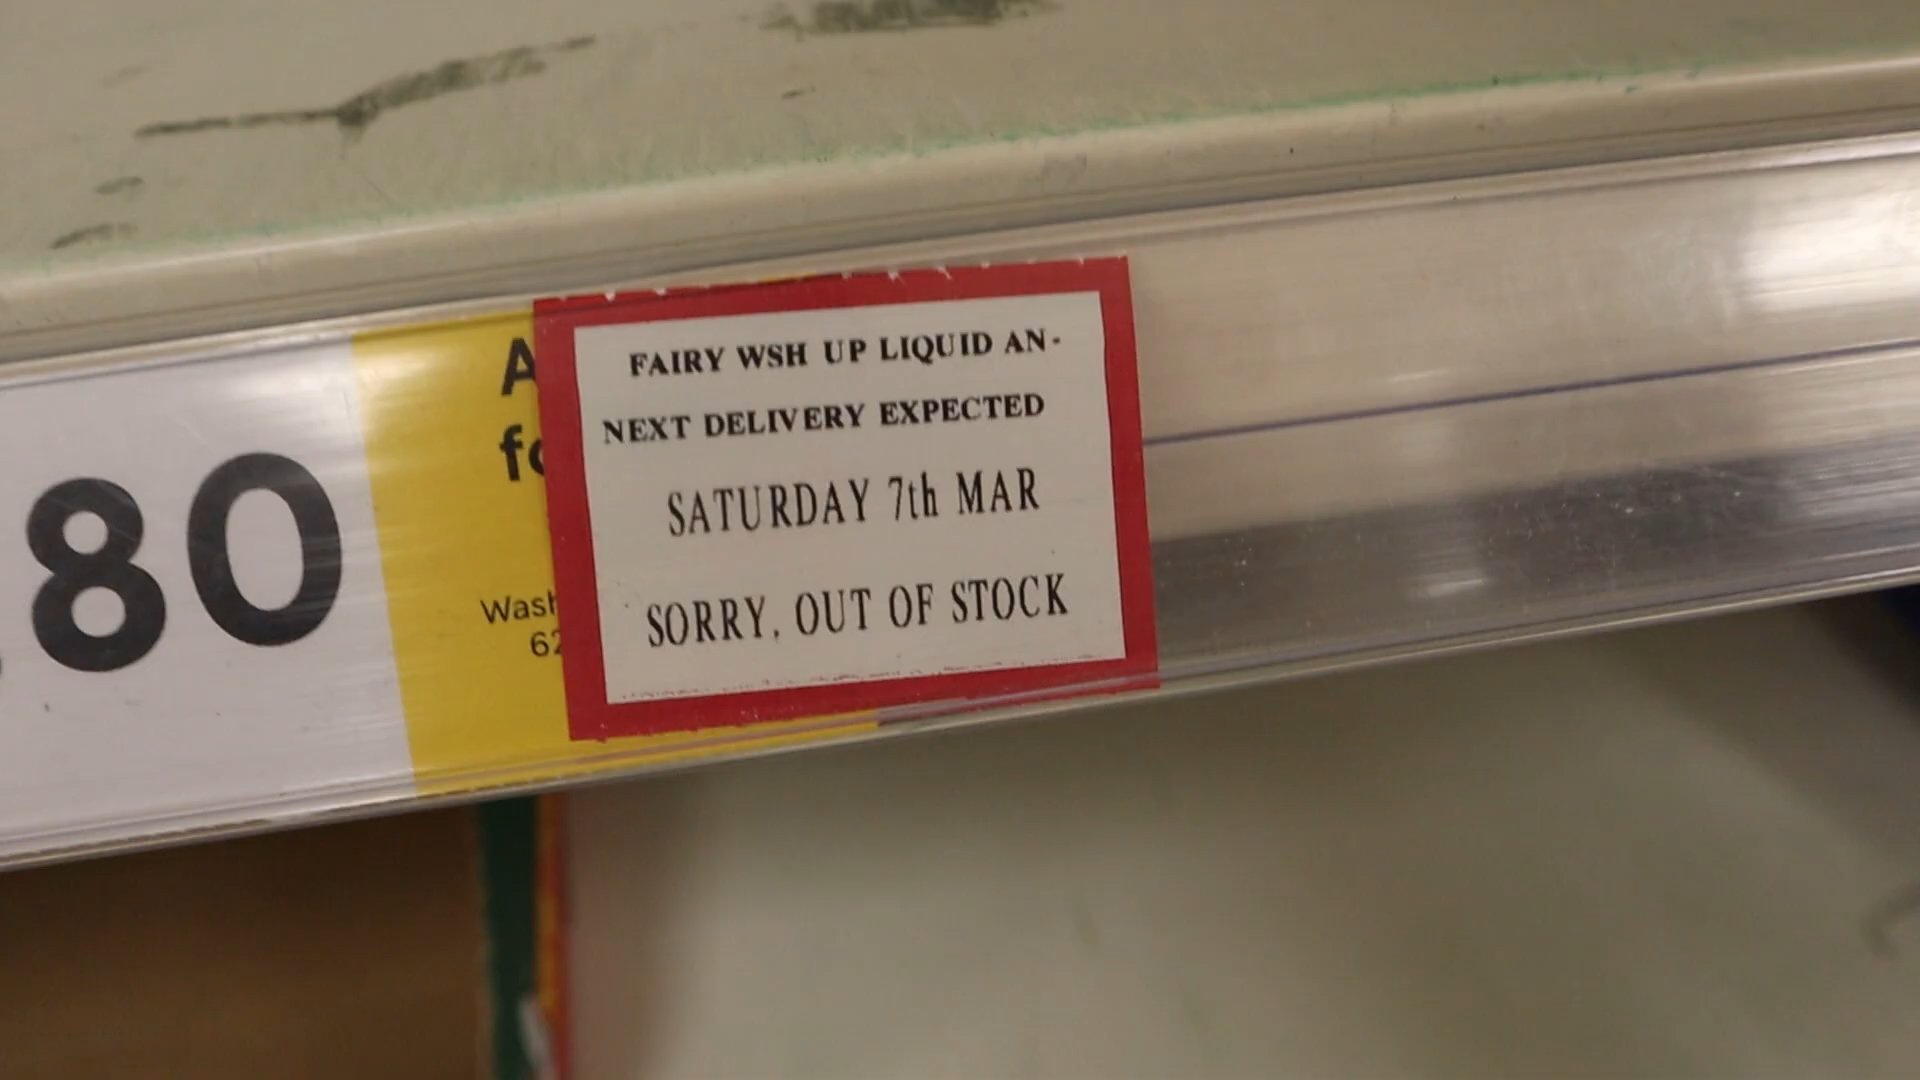 80
FAIRY WSH UP LIQUID AN-
NEXT DELIVERY EXPECTED
SATURDAY 7th MAR
SORRY, OUT OF STOCK